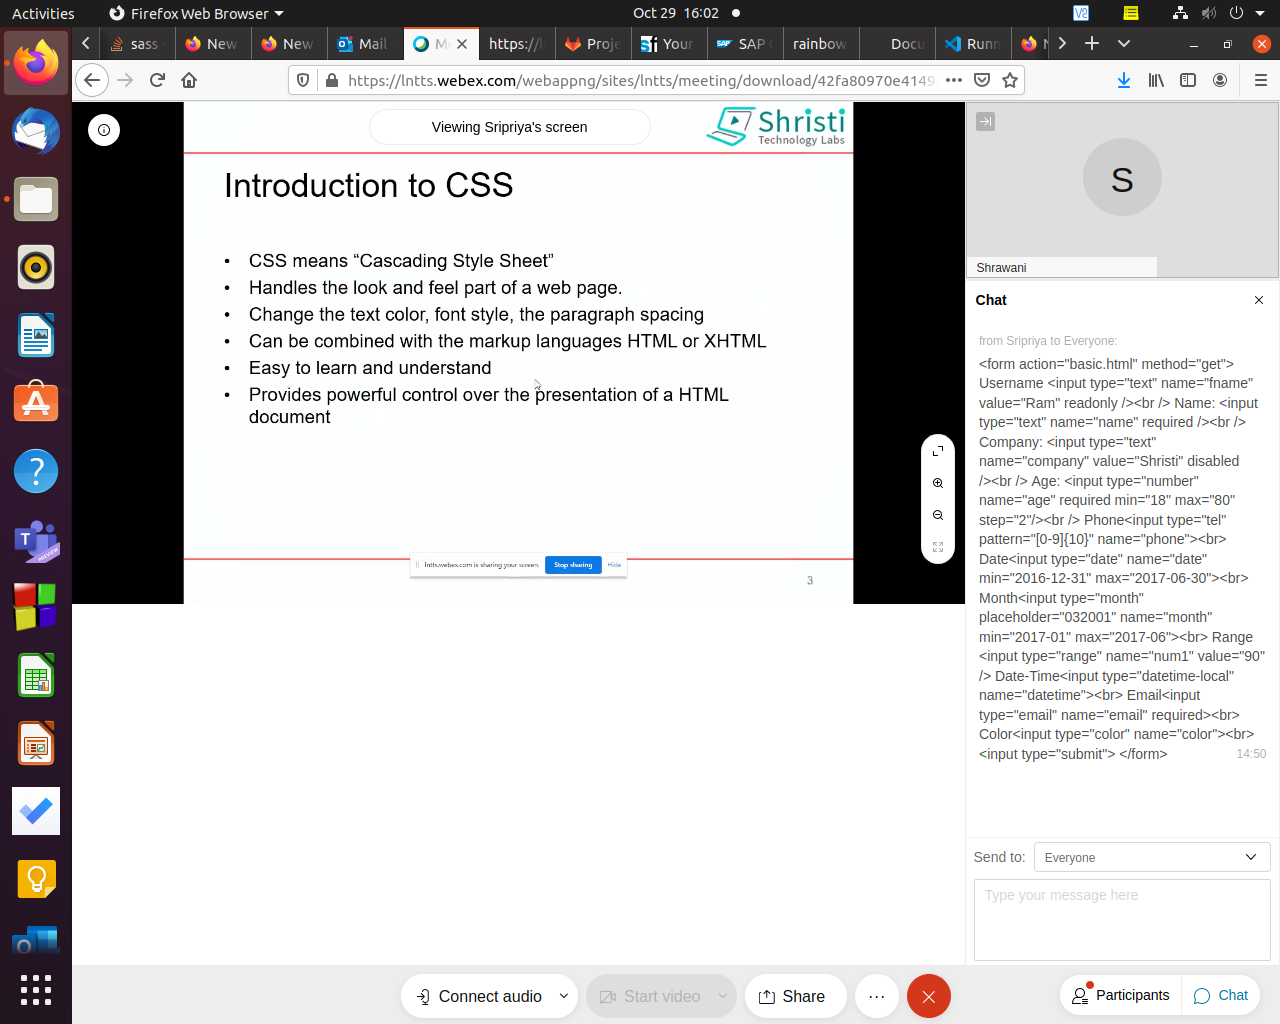 Activities
Firefox Web Browser
Oct 29 16:02
sass
New
New
Mail
https://
Proje
Your
SAP
rainbow
Docu
Runn
https://lntts.webex.com/webappng/sites/lntts/meeting/download/42fa80970e4149
Viewing Sripriya's screen
Shristi
Technology Labs
Introduction to CSS
• CSS means “Cascading Style Sheet”
• Handles the look and feel part of a web page.
• Change the text color, font style, the paragraph spacing
• Can be combined with the markup languages HTML or XHTML
• Easy to learn and understand
• Provides powerful control over the presentation of a HTML
document
lntts.webex.com is sharing your screen.
Stop sharing
Hide
3
S
Shrawani
Chat
from Sripriya to Everyone:
<form action="basic.html" method="get">
Username <input type="text" name="fname"
value="Ram" readonly /><br /> Name: <input
type="text" name="name" required /><br />
Company: <input type="text"
name="company" value="Shristi" disabled
/><br /> Age: <input type="number"
name="age" required min="18" max="80"
step="2"/><br /> Phone<input type="tel"
pattern="[0-9]{10}" name="phone"><br>
Date<input type="date" name="date"
min="2016-12-31" max="2017-06-30"><br>
Month<input type="month"
placeholder="032001" name="month"
min="2017-01" max="2017-06"><br> Range
<input type="range" name="num1" value="90"
/> Date-Time<input type="datetime-local"
name="datetime"><br> Email<input
type="email" name="email" required><br>
Color<input type="color" name="color"><br>
<input type="submit"> </form>
14:50
Send to:
Everyone
Type your message here
Connect audio
Start video
Share
Participants
Chat